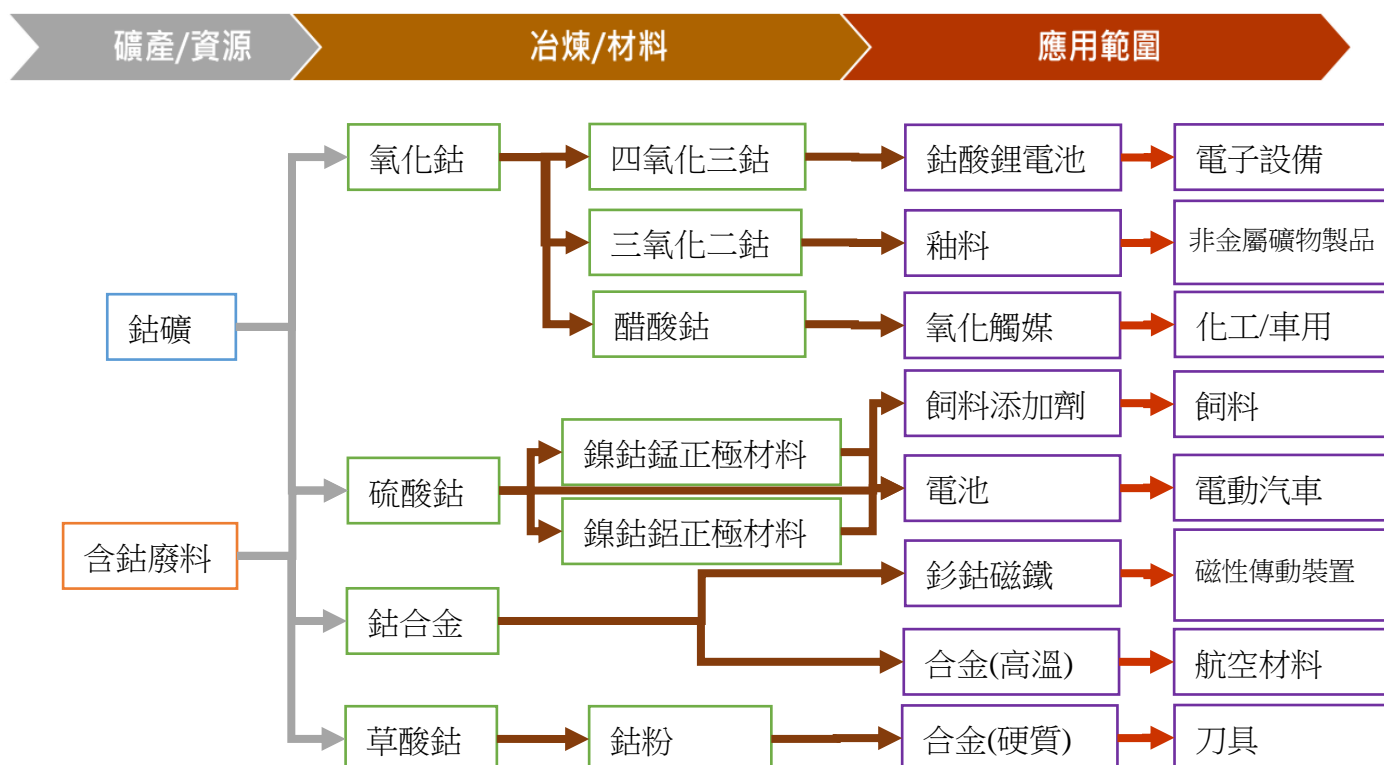 礦產/資源
冶煉/材料
應用範圍
氧化鈷
四氧化三鈷
鈷酸鋰電池
電子設備
三氧化二鈷
釉料
非金屬礦物製品
鈷礦
醋酸鈷
氧化觸媒
化工/車用
飼料添加劑
飼料
鎳鈷錳正極材料
硫酸鈷
電池
電動汽車
鎳鈷鋁正極材料
含鈷廢料
釤鈷磁鐵
磁性傳動裝置
鈷合金
合金(高溫)
航空材料
草酸鈷
鈷粉
合金(硬質)
刀具